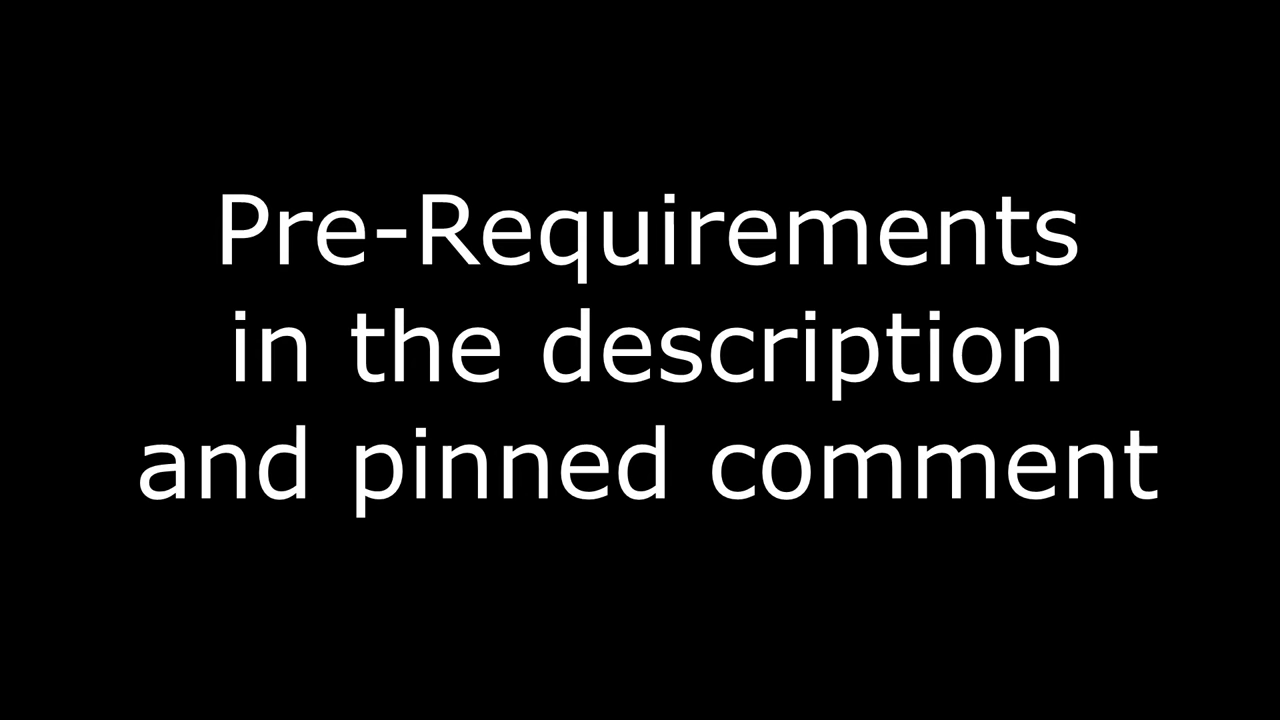 Pre-Requirements
in the description
and pinned comment